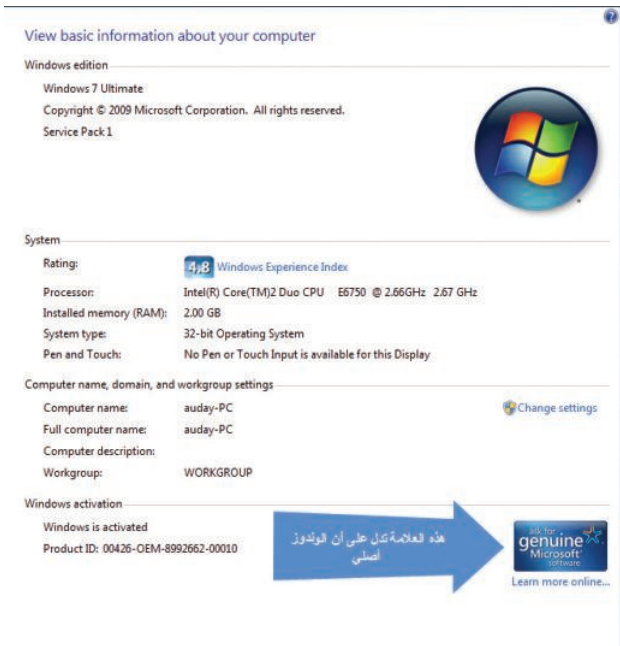 View basic information about your computer
Windows edition
Windows 7 Ultimate
Copyright © 2009 Microsoft Corporation. All rights reserved.
Service Pack 1
System
Rating: 4,8 Windows Experience Index
Processor: Intel(R) Core(TM)2 Duo CPU E6750 @ 2.66GHz 2.67 GHz
Installed memory (RAM): 2.00 GB
System type: 32-bit Operating System
Pen and Touch: No Pen or Touch Input is available for this Display
Computer name, domain, and workgroup settings
Computer name: auday-PC
Change settings
Full computer name: auday-PC
Computer description:
Workgroup: WORKGROUP
Windows activation
Windows is activated
Product ID: 00426-OEM-8992662-00010
هذه العلامة تدل على أن الوندوز
أصلي
ask for
genuine
Microsoft
software
Learn more online...